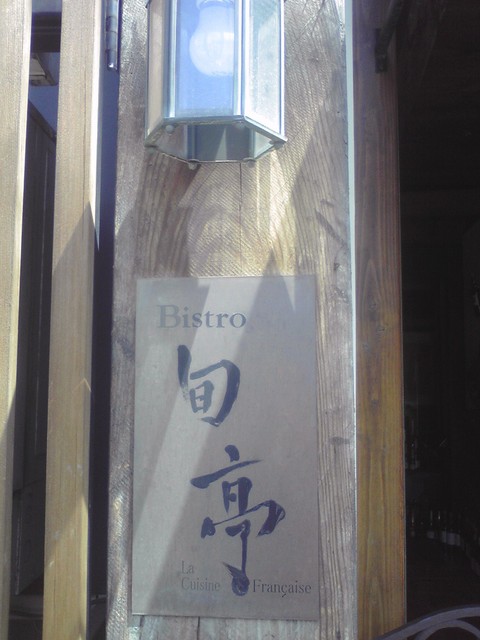 Bistro
旬
亭
La
Cuisine Française